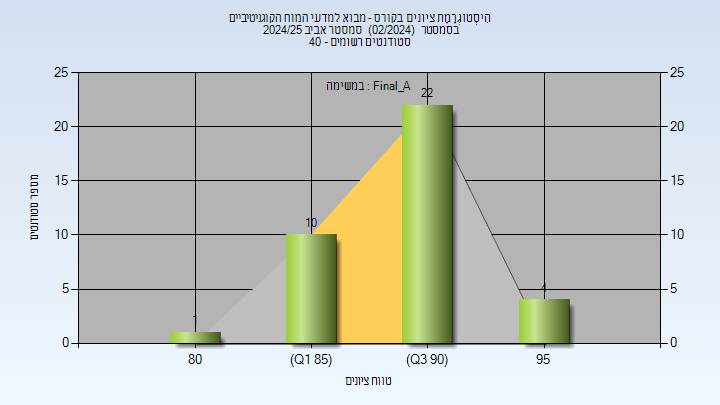 היסטוגרמת ציונים בקורס - מבוא למדעי המוח הקוגניטיביים
בסמסטר (02/2024) סמסטר אביב 2024/25
סטודנטים רשומים - 40
במשימה : Final_A
מספר סטודנטים
25
20
15
10
5
0
25
20
15
10
5
0
1
10
22
4
80
(Q1 85)
(Q3 90)
95
טווח ציונים